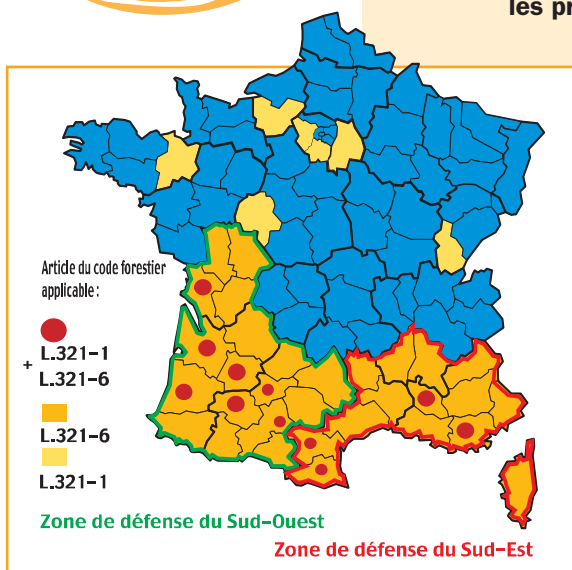 les pr
Article du code forestier
applicable :
L.321-1
+
L.321-6
L.321-6
L.321-1
Zone de défense du Sud-Ouest
Zone de défense du Sud-Est